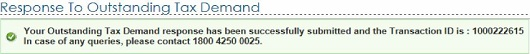 Response To Outstanding Tax Demand
Your Outstanding Tax Demand response has been successfully submitted and the Transaction ID is : 1000222615
In case of any queries, please contact 1800 4250 0025.